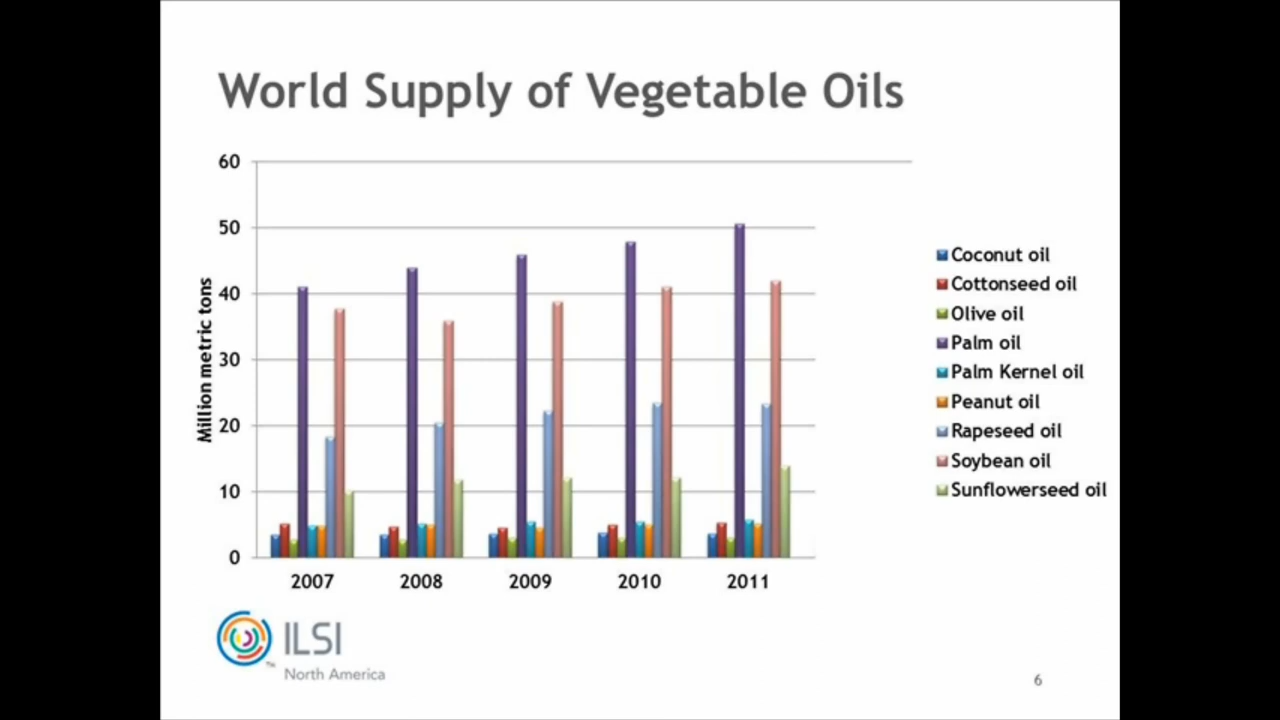 World Supply of Vegetable Oils
60
50
40
30
20
10
0
Million metric tons
2007 2008 2009 2010 2011
Coconut oil
Cottonseed oil
Olive oil
Palm oil
Palm Kernel oil
Peanut oil
Rapeseed oil
Soybean oil
Sunflowerseed oil
ILSI
TM
North America
6